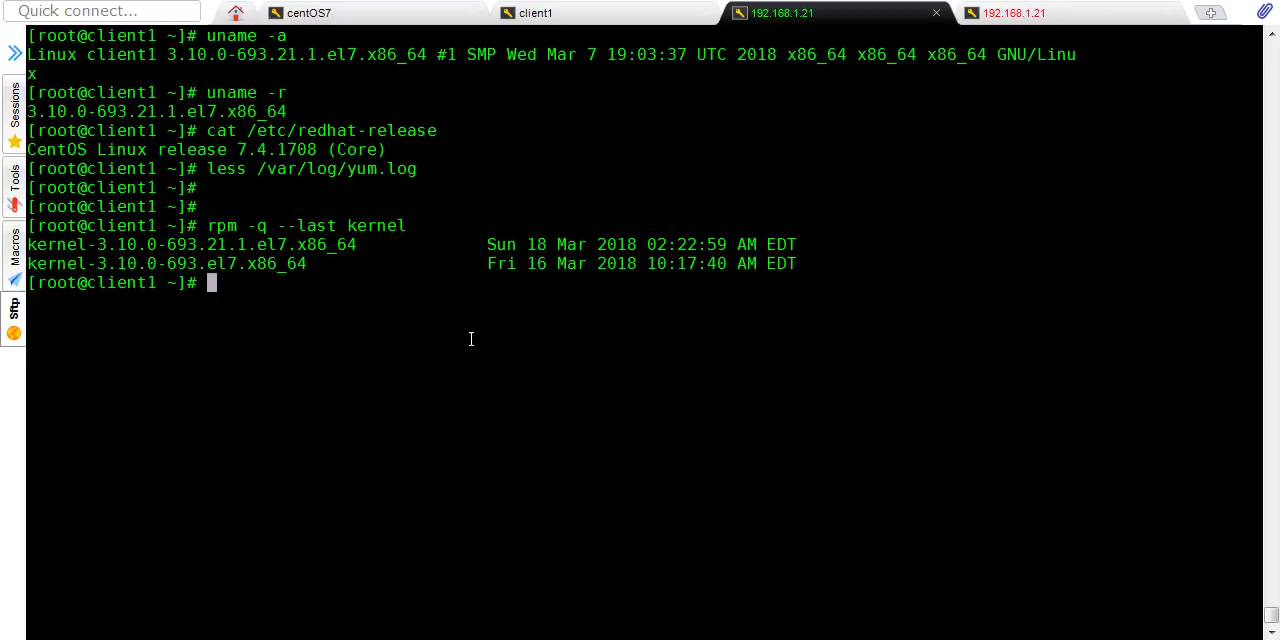 Quick connect...
centOS7
client1
192.168.1.21
192.168.1.21
Sessions
Tools
Macros
Sftp
[root@client1 ~]# uname -a
Linux client1 3.10.0-693.21.1.el7.x86_64 #1 SMP Wed Mar 7 19:03:37 UTC 2018 x86_64 x86_64 x86_64 GNU/Linu
x
[root@client1 ~]# uname -r
3.10.0-693.21.1.el7.x86_64
[root@client1 ~]# cat /etc/redhat-release
CentOS Linux release 7.4.1708 (Core)
[root@client1 ~]# less /var/log/yum.log
[root@client1 ~]#
[root@client1 ~]#
[root@client1 ~]# rpm -q --last kernel
kernel-3.10.0-693.21.1.el7.x86_64             Sun 18 Mar 2018 02:22:59 AM EDT
kernel-3.10.0-693.el7.x86_64                  Fri 16 Mar 2018 10:17:40 AM EDT
[root@client1 ~]#